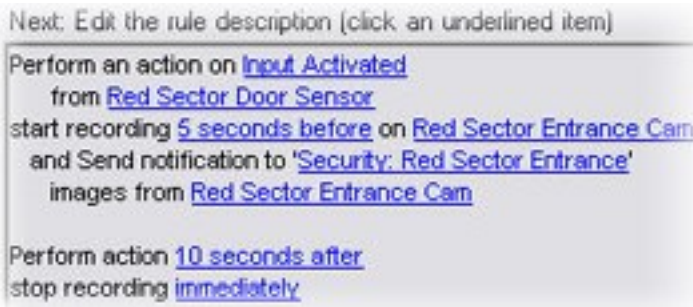 Next: Edit the rule description (click an underlined item)
Perform an action on Input Activated
from Red Sector Door Sensor
start recording 5 seconds before on Red Sector Entrance Cam
and Send notification to 'Security: Red Sector Entrance'
images from Red Sector Entrance Cam
Perform action 10 seconds after
stop recording immediately